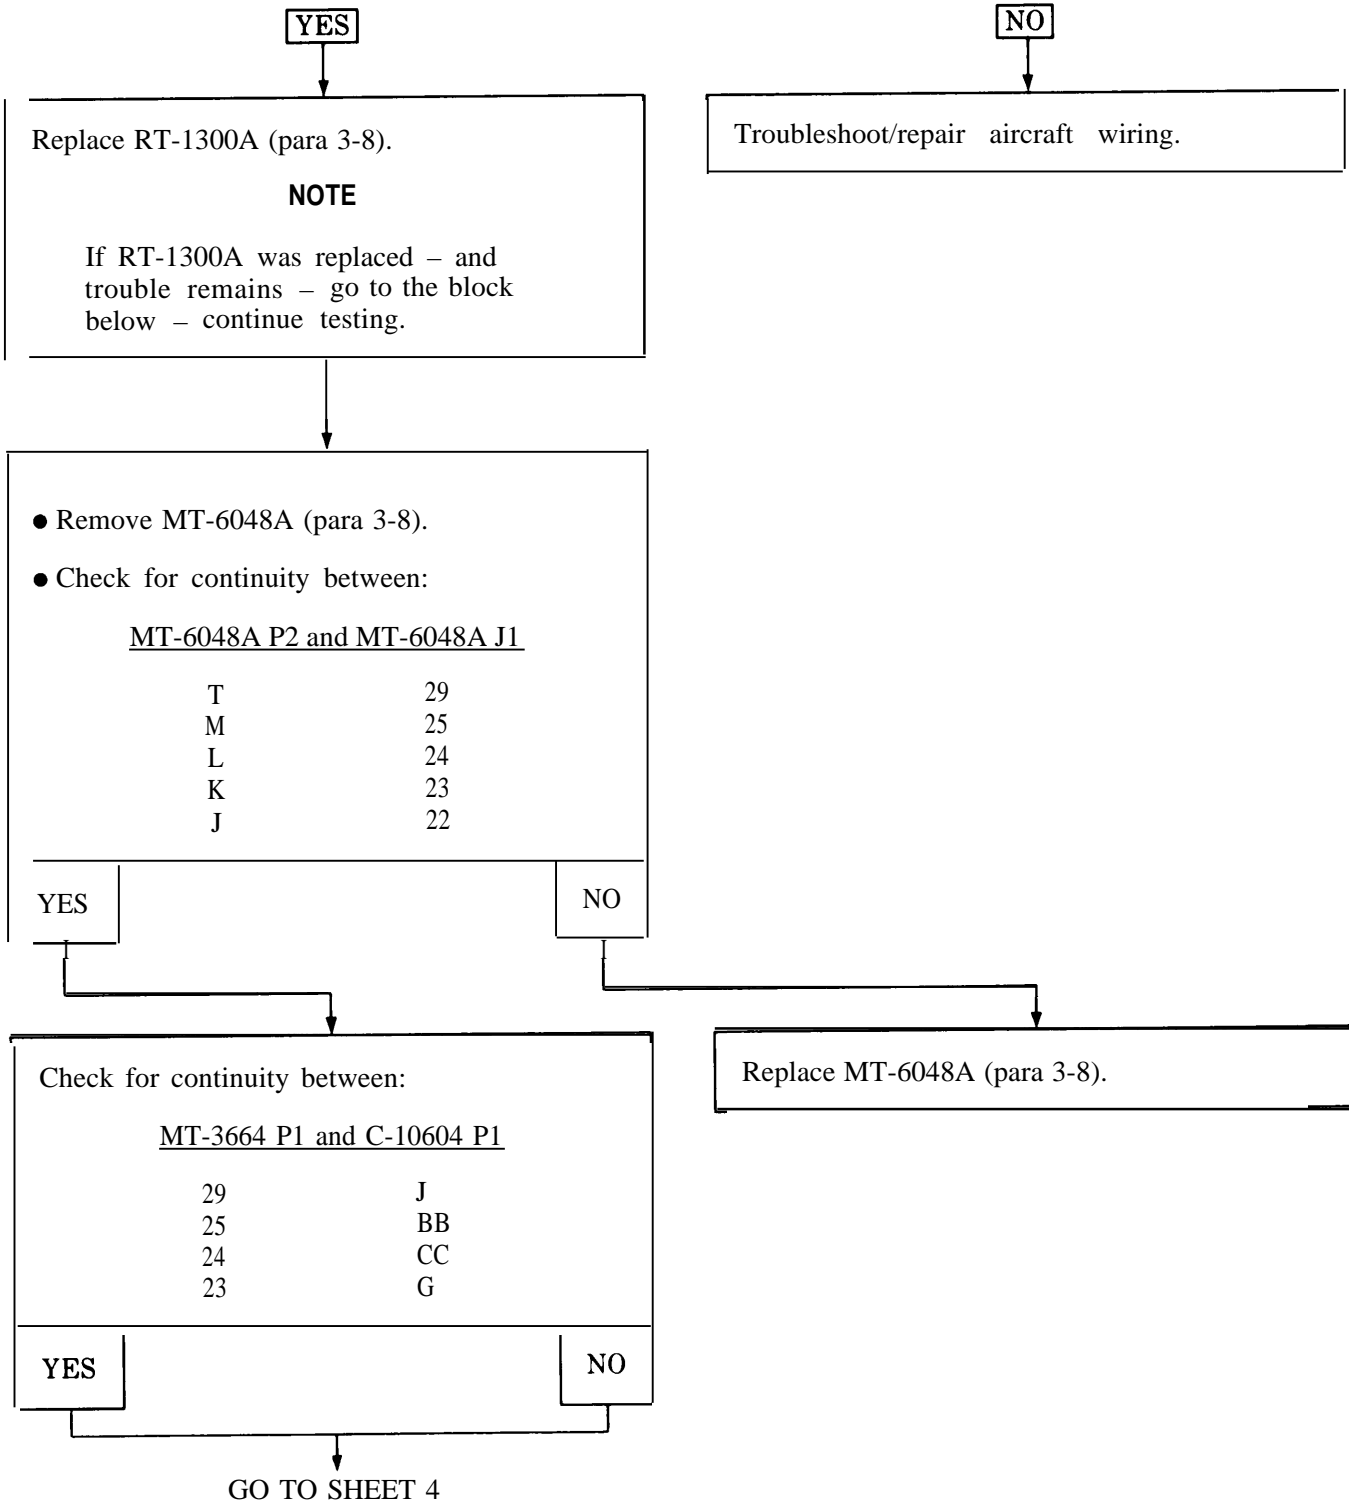 YES
NO
Replace RT-1300A (para 3-8).
NOTE
If RT-1300A was replaced – and
trouble remains – go to the block
below – continue testing.
Troubleshoot/repair aircraft wiring.
● Remove MT-6048A (para 3-8).
● Check for continuity between:
MT-6048A P2 and MT-6048A J1
T 29
M 25
L 24
K 23
J 22
YES
NO
Check for continuity between:
MT-3664 P1 and C-10604 P1
29 J
25 BB
24 CC
23 G
YES
NO
Replace MT-6048A (para 3-8).
GO TO SHEET 4